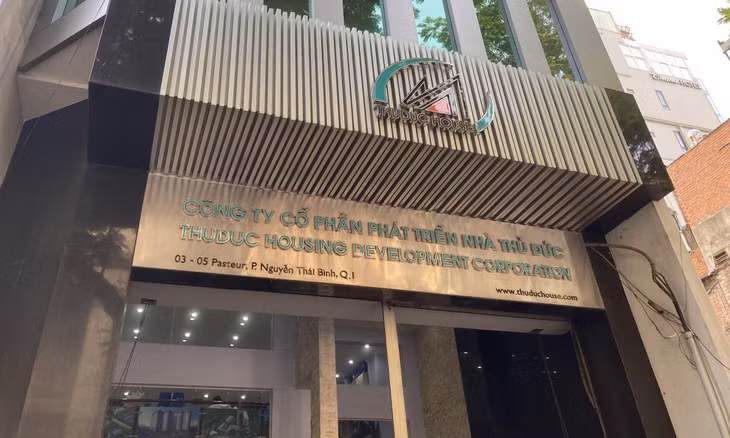 THUDUC HOUSE
CÔNG TY CỔ PHẦN PHÁT TRIỂN NHÀ THỦ ĐỨC
THUDUC HOUSING DEVELOPMENT CORPORATION
03 - 05 Pasteur, P. Nguyễn Thái Bình, Q.1
www.thuduchouse.com